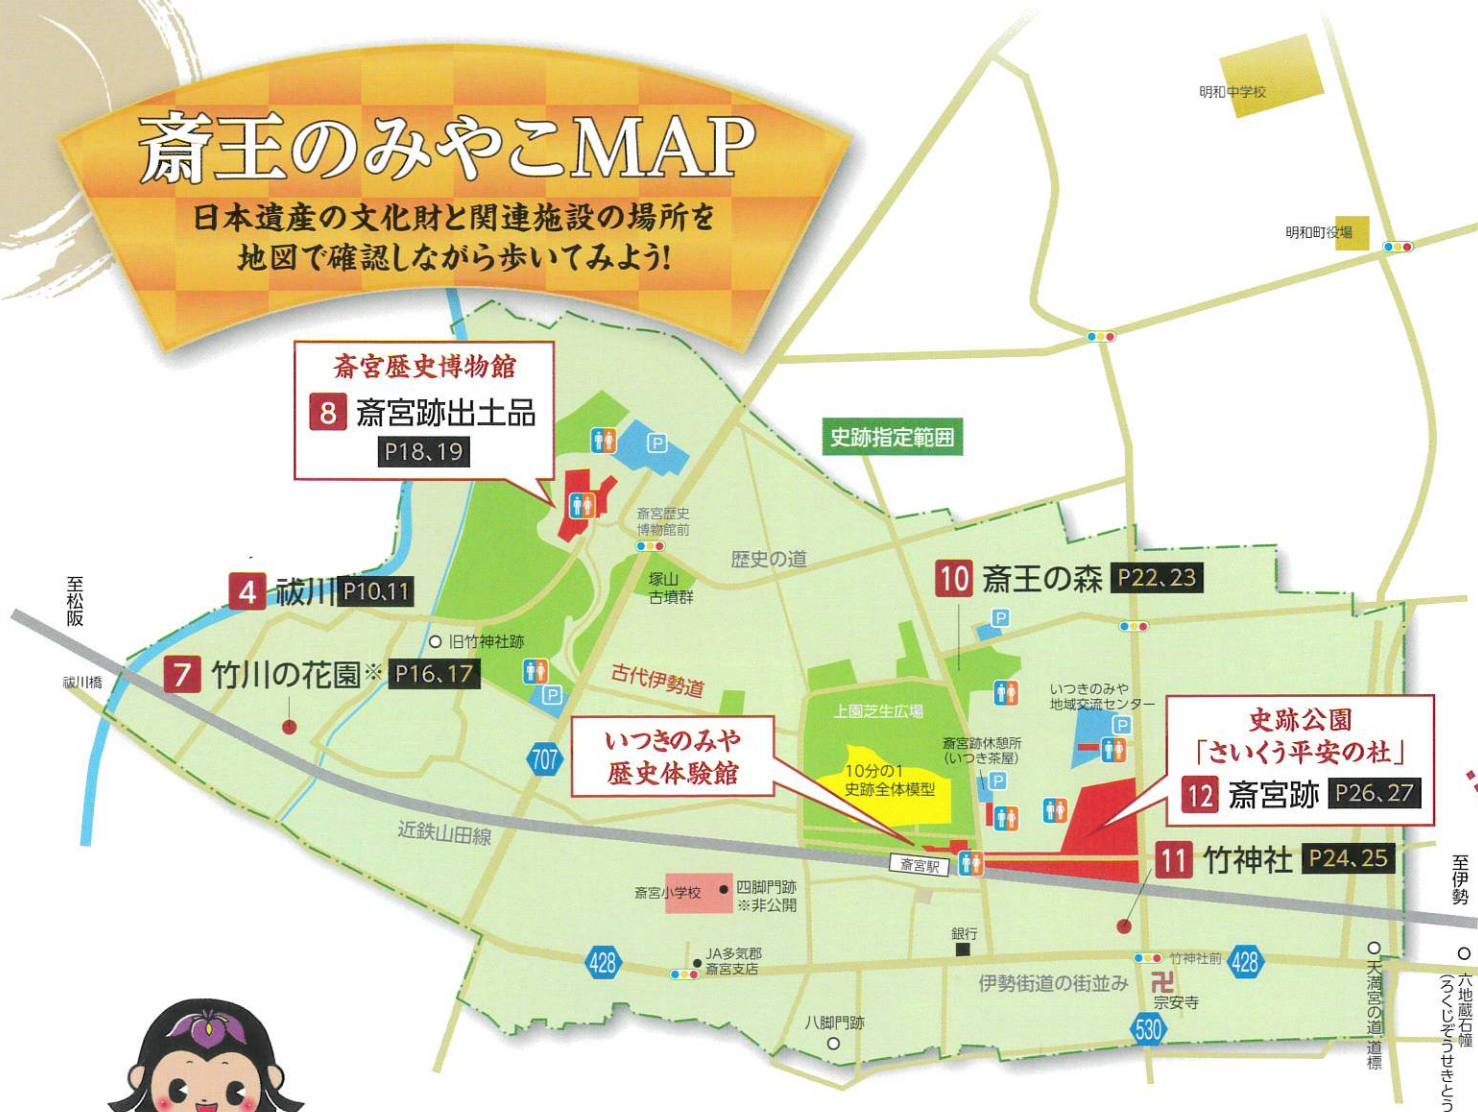 斎王のみやこMAP
日本遺産の文化財と関連施設の場所を
地図で確認しながら歩いてみよう!
明和中学校
明和町役場
斎宮歴史博物館
8 斎宮跡出土品
P18、19
P
史跡指定範囲
斎宮歴史
博物館前
歴史の道
塚山
古墳群
至松阪
4 祓川 P10、11
旧竹神社跡
10 斎王の森 P22、23
P
祓川橋
7 竹川の花園※ P16、17
P
古代伊勢道
いつきのみや
地域交流センター
P
上園芝生広場
斎宮跡休憩所
(いつき茶屋)
P
史跡公園
「さいくう平安の杜」
12 斎宮跡 P26、27
いつきのみや
歴史体験館
707
10分の1
史跡全体模型
近鉄山田線
斎宮駅
11 竹神社 P24、25
至伊勢
斎宮小学校
四脚門跡
※非公開
銀行
428
JA多気郡
斎宮支店
竹神社前
428
伊勢街道の街並み
卍
宗安寺
530
八脚門跡
天満宮の道 道標
六地蔵石幢
(ろくじぞうせきとう